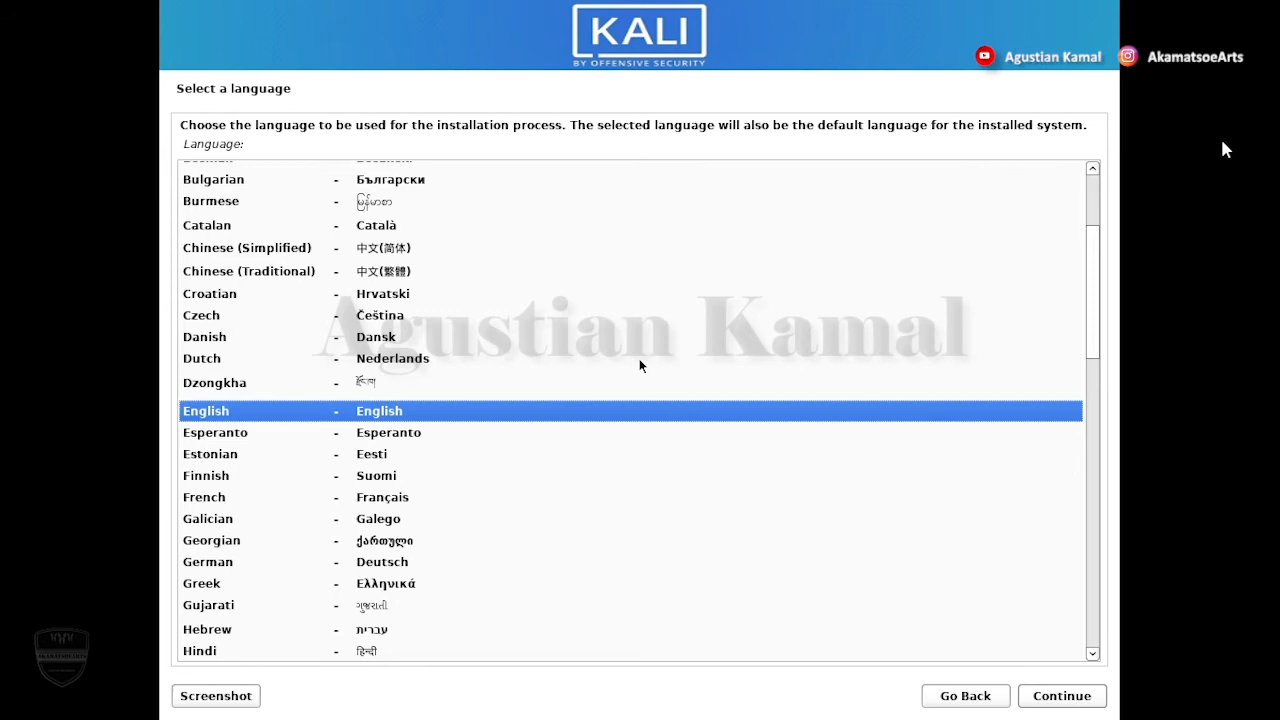 KALI
BY OFFENSIVE SECURITY
Agustian Kamal
AkamatsoeArts
Select a language
Choose the language to be used for the installation process. The selected language will also be the default language for the installed system.
Language:
Bulgarian - Български
Burmese - မြန်မာစာ
Catalan - Català
Chinese (Simplified) - 中文(简体)
Chinese (Traditional) - 中文(繁體)
Croatian - Hrvatski
Czech - Čeština
Danish - Dansk
Dutch - Nederlands
Agustian Kamal
Dzongkha - རྫོང་ཁ།
English - English
Esperanto - Esperanto
Estonian - Eesti
Finnish - Suomi
French - Français
Galician - Galego
Georgian - ქართული
German - Deutsch
Greek - Ελληνικά
Gujarati - ગુજરાતી
Hebrew - עברית
Hindi - हिन्दी
Screenshot
Go Back
Continue